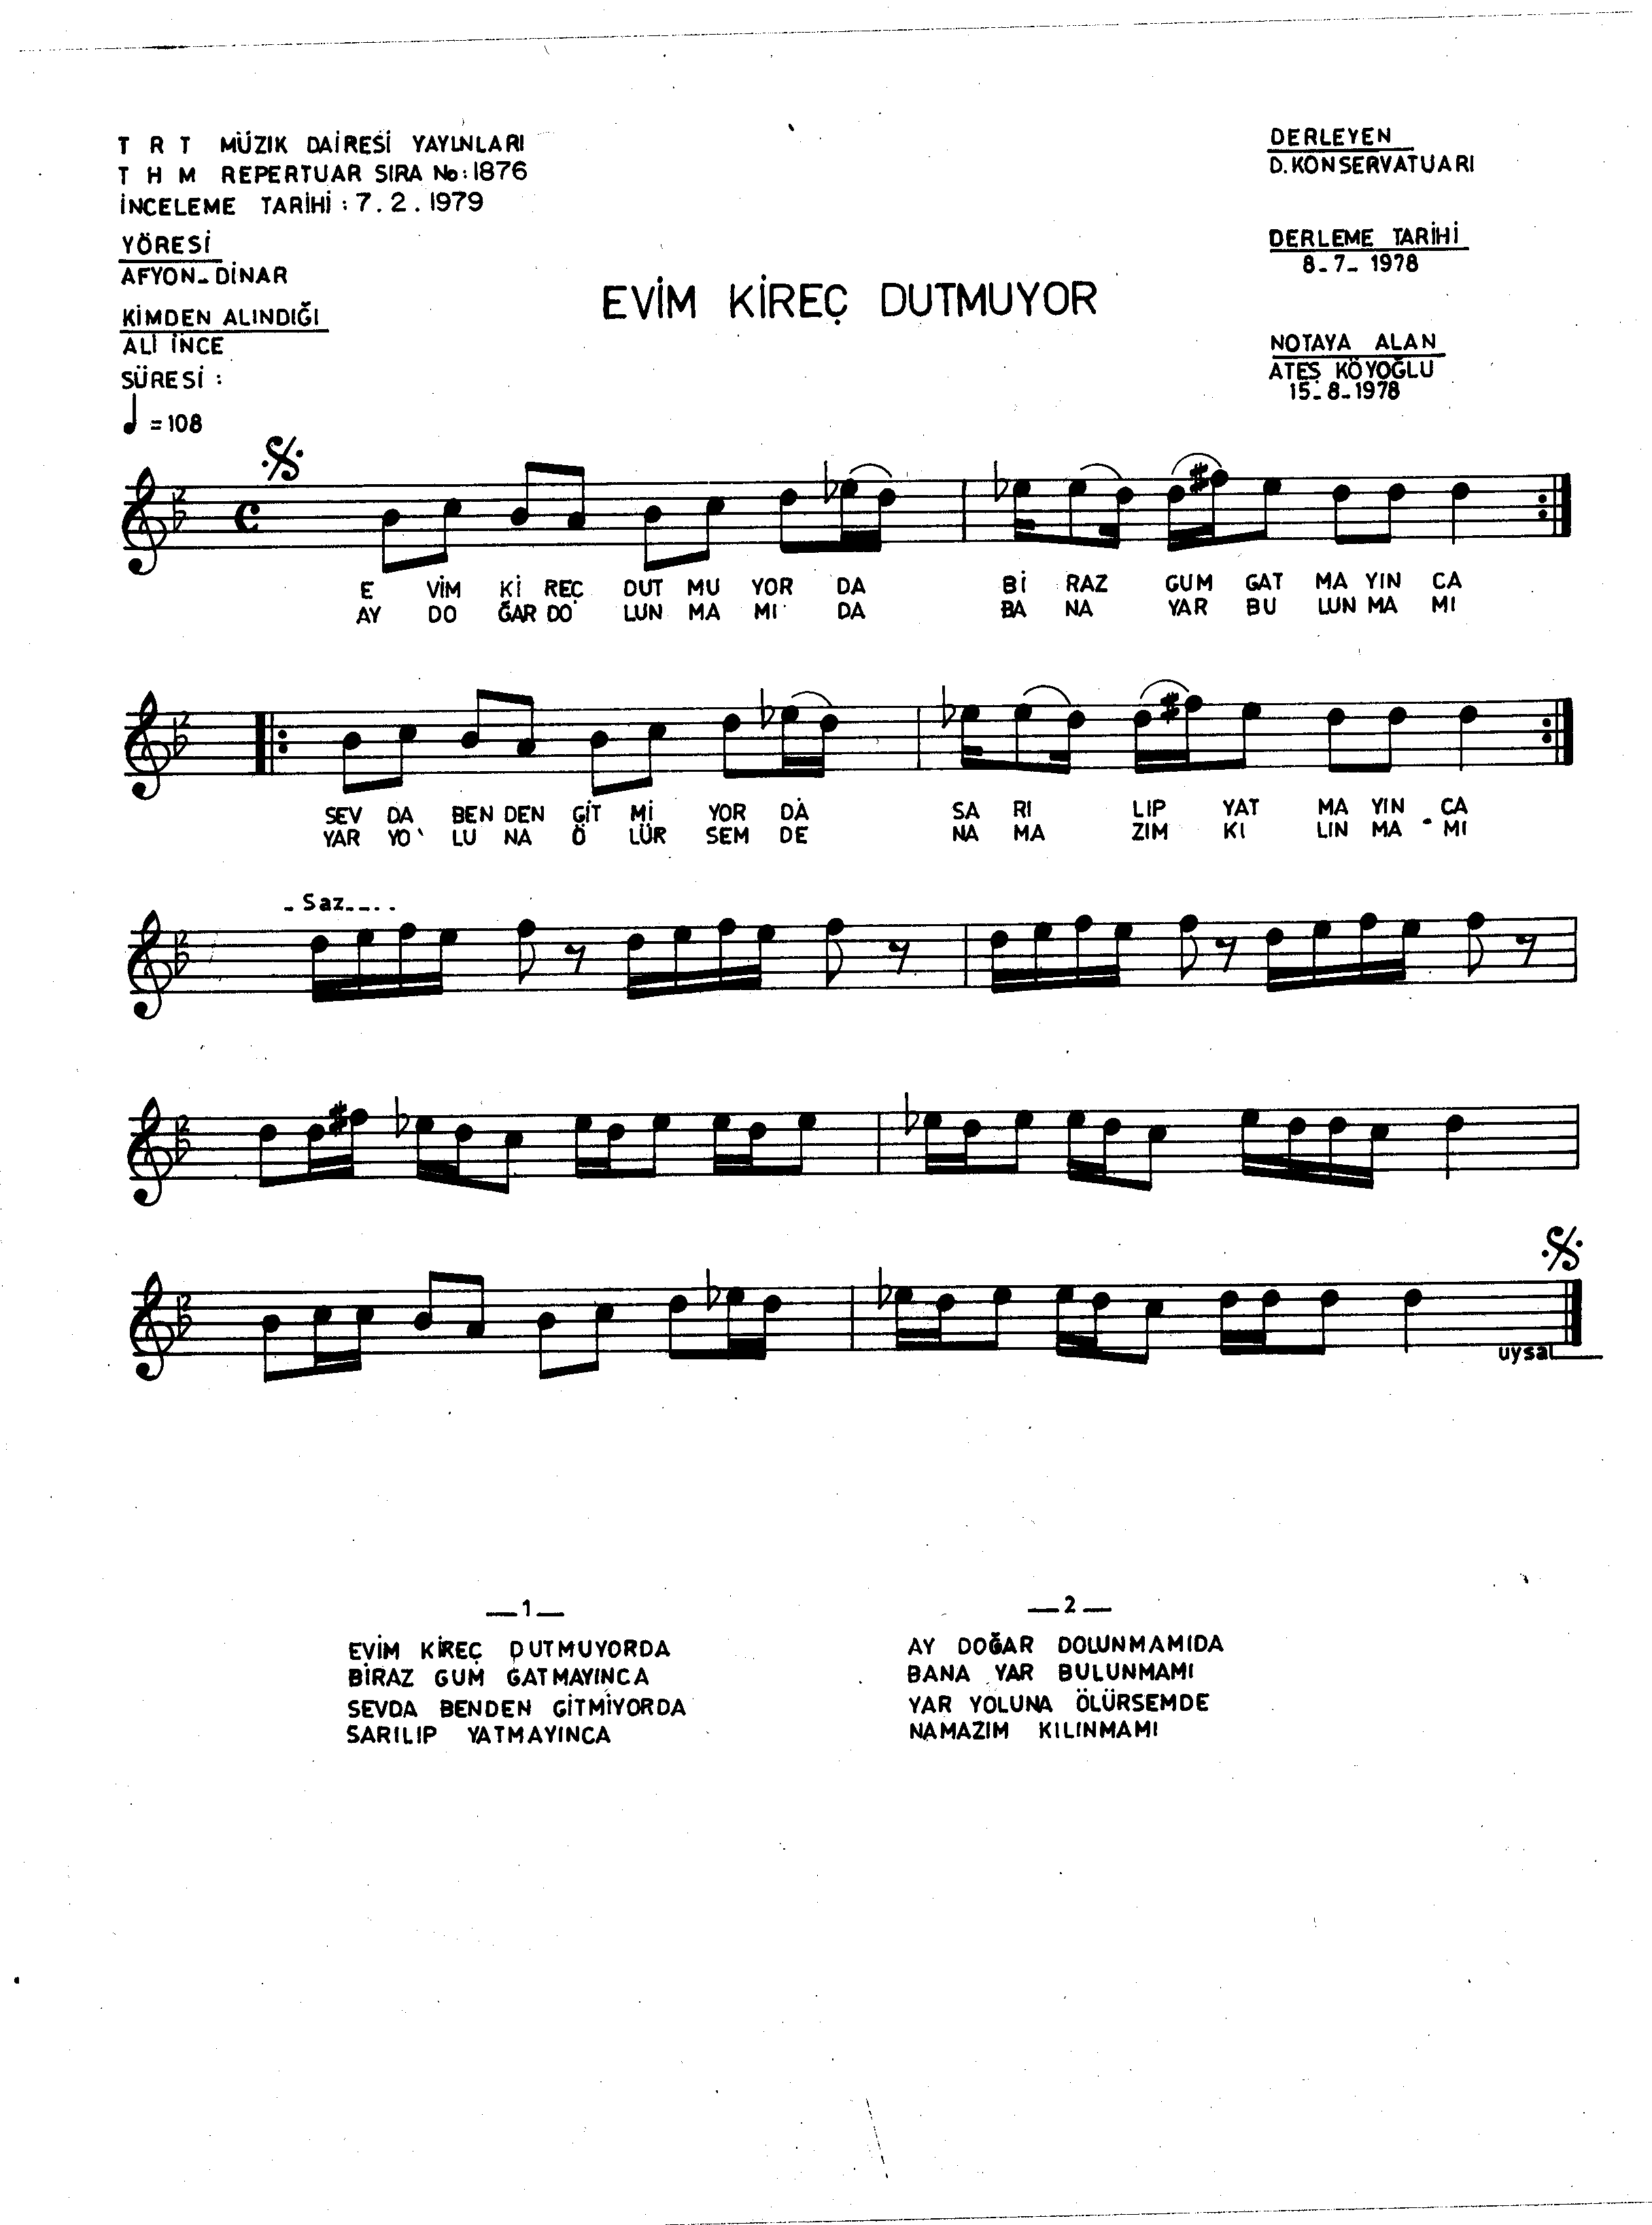 T R T MÜZIK DAİRESİ YAYINLARI
T H M REPERTUAR SIRA No: 1876
İNCELEME TARİHİ : 7. 2. 1979
YÖRESİ
AFYON-DİNAR
KİMDEN ALINDIĞI
ALİ İNCE
SÜRESİ :
= 108
DERLEYEN
D.KONSERVATUARI
DERLEME TARİHİ
8-7-1978
NOTAYA ALAN
ATEŞ KÖYOĞLU
15-8-1978
EVİM KİREÇ DUTMUYOR
E VİM Kİ REÇ DUT MU YOR DA Bİ RAZ GUM GAT MA YIN CA
AY DO ĞAR DO LUN MA MI DA BA NA YAR BU LUN MA MI
SEV DA BEN DEN GİT Mİ YOR DA SA RI LIP YAT MA YIN CA
YAR YO LU NA Ö LÜR SEM DE NA MA ZIM KI LIN MA MI
- Saz - - . .
uysal
—1—
EVİM KİREÇ DUTMUYORDA
BİRAZ GUM GATMAYINCA
SEVDA BENDEN GİTMİYORDA
SARILIP YATMAYINCA
—2—
AY DOĞAR DOLUNMAMIDA
BANA YAR BULUNMAMI
YAR YOLUNA ÖLÜRSEMDE
NAMAZIM KILINMAMI